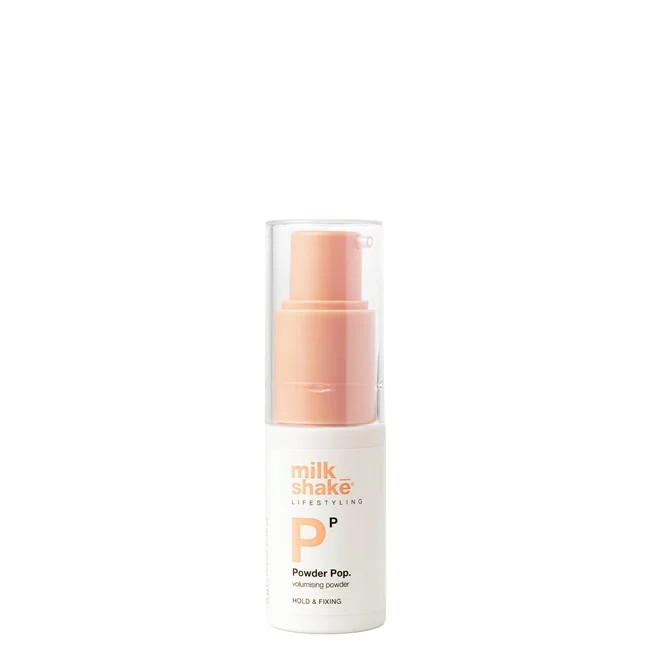 milk
shake®
LIFESTYLING
P P
Powder Pop.
volumising powder
HOLD & FIXING